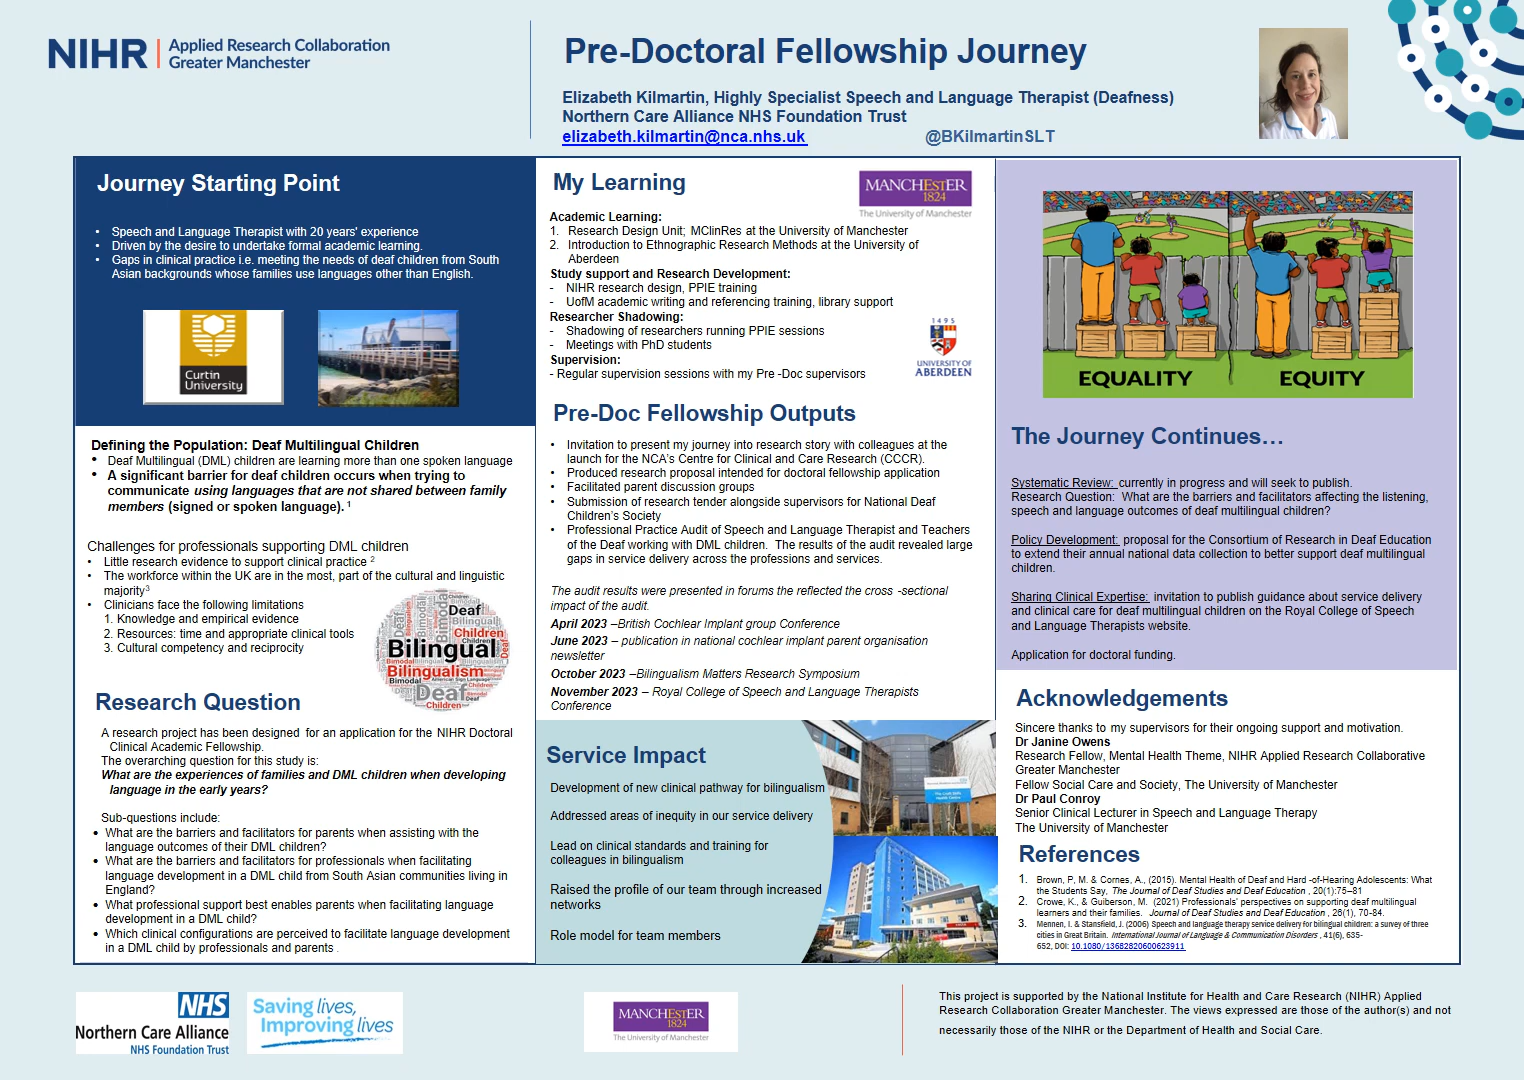 NIHR | Applied Research Collaboration
Greater Manchester
Pre-Doctoral Fellowship Journey
Elizabeth Kilmartin, Highly Specialist Speech and Language Therapist (Deafness)
Northern Care Alliance NHS Foundation Trust
elizabeth.kilmartin@nca.nhs.uk @BKilmartinSLT
Journey Starting Point
• Speech and Language Therapist with 20 years' experience
• Driven by the desire to undertake formal academic learning.
• Gaps in clinical practice i.e. meeting the needs of deaf children from South
Asian backgrounds whose families use languages other than English.
Curtin
University
Defining the Population: Deaf Multilingual Children
• Deaf Multilingual (DML) children are learning more than one spoken language
• A significant barrier for deaf children occurs when trying to
communicate using languages that are not shared between family
members (signed or spoken language). 1
Challenges for professionals supporting DML children
• Little research evidence to support clinical practice 2
• The workforce within the UK are in the most, part of the cultural and linguistic
majority3
• Clinicians face the following limitations
1. Knowledge and empirical evidence
2. Resources: time and appropriate clinical tools
3. Cultural competency and reciprocity
Deaf
Bilingual
Children
Bilingual
Bilingualism
Bimodal
American Sign Language
Deaf
Children
Research Question
A research project has been designed for an application for the NIHR Doctoral
Clinical Academic Fellowship.
The overarching question for this study is:
What are the experiences of families and DML children when developing
language in the early years?
Sub-questions include:
• What are the barriers and facilitators for parents when assisting with the
language outcomes of their DML children?
• What are the barriers and facilitators for professionals when facilitating
language development in a DML child from South Asian communities living in
England?
• What professional support best enables parents when facilitating language
development in a DML child?
• Which clinical configurations are perceived to facilitate language development
in a DML child by professionals and parents .
My Learning
MANCHESTER
1824
The University of Manchester
Academic Learning:
1. Research Design Unit; MClinRes at the University of Manchester
2. Introduction to Ethnographic Research Methods at the University of
Aberdeen
Study support and Research Development:
- NIHR research design, PPIE training
- UofM academic writing and referencing training, library support
Researcher Shadowing:
- Shadowing of researchers running PPIE sessions
- Meetings with PhD students
Supervision:
- Regular supervision sessions with my Pre -Doc supervisors
1495
UNIVERSITY OF
ABERDEEN
Pre-Doc Fellowship Outputs
• Invitation to present my journey into research story with colleagues at the
launch for the NCA's Centre for Clinical and Care Research (CCCR).
• Produced research proposal intended for doctoral fellowship application
• Facilitated parent discussion groups
• Submission of research tender alongside supervisors for National Deaf
Children's Society
• Professional Practice Audit of Speech and Language Therapist and Teachers
of the Deaf working with DML children. The results of the audit revealed large
gaps in service delivery across the professions and services.
The audit results were presented in forums the reflected the cross -sectional
impact of the audit.
April 2023 –British Cochlear Implant group Conference
June 2023 – publication in national cochlear implant parent organisation
newsletter
October 2023 –Bilingualism Matters Research Symposium
November 2023 – Royal College of Speech and Language Therapists
Conference
Service Impact
Development of new clinical pathway for bilingualism
Addressed areas of inequity in our service delivery
Lead on clinical standards and training for
colleagues in bilingualism
Raised the profile of our team through increased
networks
Role model for team members
EQUALITY
EQUITY
The Journey Continues…
Systematic Review: currently in progress and will seek to publish.
Research Question: What are the barriers and facilitators affecting the listening,
speech and language outcomes of deaf multilingual children?
Policy Development: proposal for the Consortium of Research in Deaf Education
to extend their annual national data collection to better support deaf multilingual
children.
Sharing Clinical Expertise: invitation to publish guidance about service delivery
and clinical care for deaf multilingual children on the Royal College of Speech
and Language Therapists website.
Application for doctoral funding.
Acknowledgements
Sincere thanks to my supervisors for their ongoing support and motivation.
Dr Janine Owens
Research Fellow, Mental Health Theme, NIHR Applied Research Collaborative
Greater Manchester
Fellow Social Care and Society, The University of Manchester
Dr Paul Conroy
Senior Clinical Lecturer in Speech and Language Therapy
The University of Manchester
References
1. Brown, P, M. & Cornes, A., (2015). Mental Health of Deaf and Hard -of-Hearing Adolescents: What
the Students Say, The Journal of Deaf Studies and Deaf Education , 20(1):75–81
2. Crowe, K., & Guiberson, M. (2021) Professionals' perspectives on supporting deaf multilingual
learners and their families. Journal of Deaf Studies and Deaf Education , 26(1), 70-84.
3. Mennen, I. & Stansfield, J. (2006) Speech and language therapy service delivery for bilingual children: a survey of three
cities in Great Britain. International Journal of Language & Communication Disorders , 41(6), 635-
652, DOI: 10.1080/13682820600623911
NHS
Northern Care Alliance
NHS Foundation Trust
Saving lives,
Improving lives
MANCHESTER
1824
The University of Manchester
This project is supported by the National Institute for Health and Care Research (NIHR) Applied
Research Collaboration Greater Manchester. The views expressed are those of the author(s) and not
necessarily those of the NIHR or the Department of Health and Social Care.